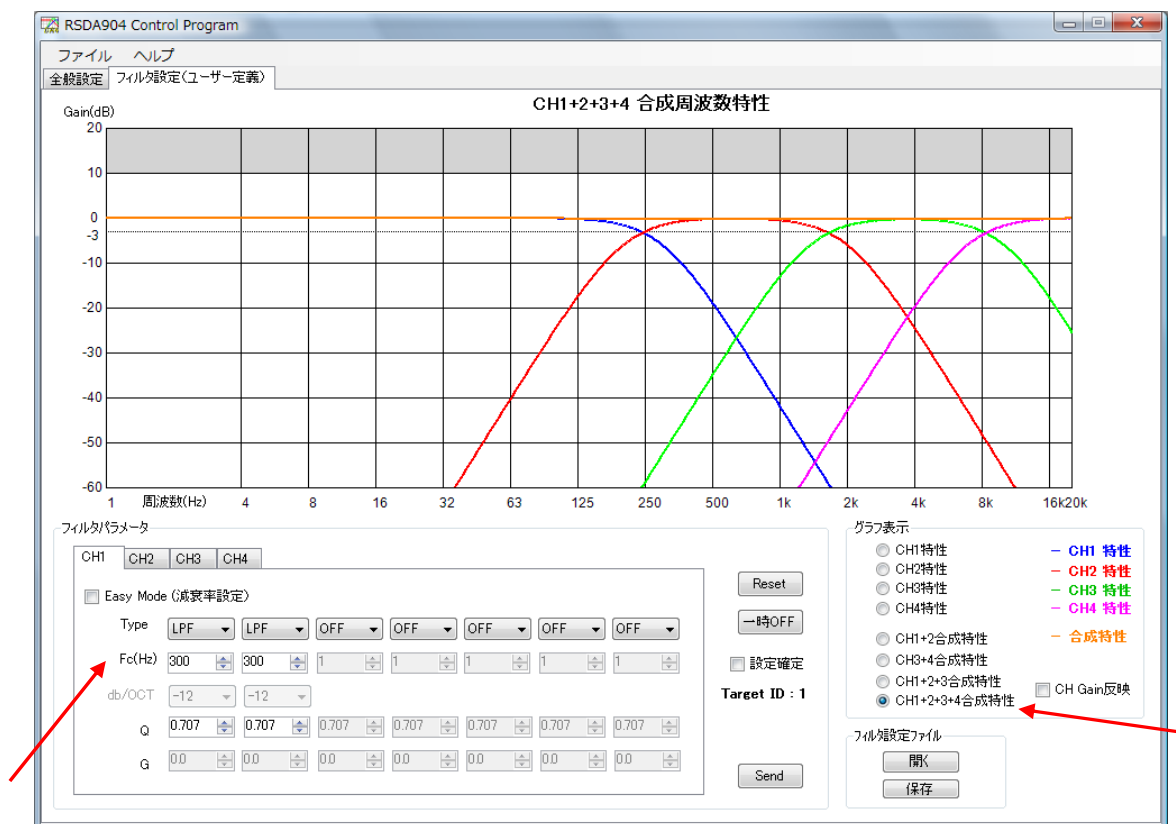 RSDA904 Control Program
ファイル ヘルプ
全般設定 フィルタ設定(ユーザー定義)
CH1+2+3+4 合成周波数特性
Gain(dB)
20
10
0
-3
-10
-20
-30
-40
-50
-60
1 周波数(Hz) 4 8 16 32 63 125 250 500 1k 2k 4k 8k 16k20k
フィルタパラメータ
CH1 CH2 CH3 CH4
Easy Mode (減衰率設定)
Type LPF LPF OFF OFF OFF OFF OFF
Fc(Hz) 300 300 1 1 1 1 1
db/OCT -12 -12
Q 0.707 0.707 0.707 0.707 0.707 0.707 0.707
G 0.0 0.0 0.0 0.0 0.0 0.0 0.0
Reset
一時OFF
設定確定
Target ID : 1
Send
グラフ表示
CH1特性 － CH1 特性
CH2特性 － CH2 特性
CH3特性 － CH3 特性
CH4特性 － CH4 特性
CH1+2合成特性 － 合成特性
CH3+4合成特性
CH1+2+3合成特性
CH Gain反映
CH1+2+3+4合成特性
フィルタ設定ファイル
開く
保存